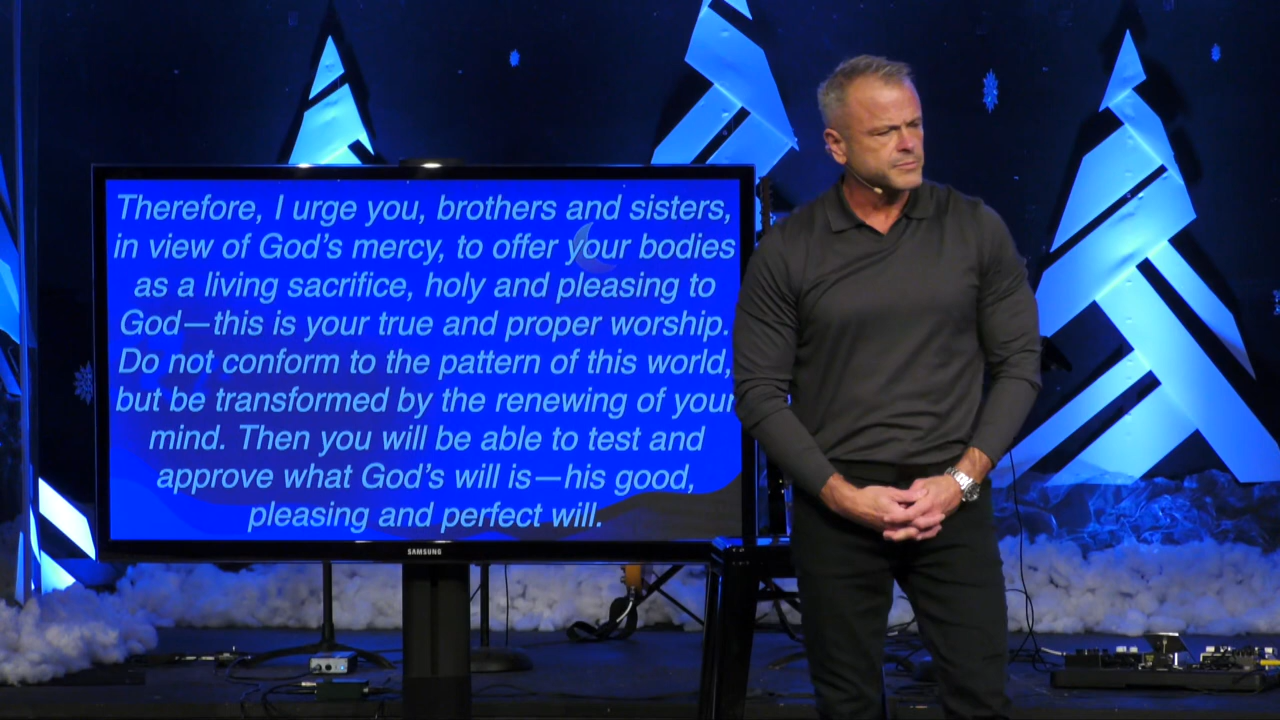 Therefore, I urge you, brothers and sisters,
in view of God's mercy, to offer your bodies
as a living sacrifice, holy and pleasing to
God—this is your true and proper worship.
Do not conform to the pattern of this world,
but be transformed by the renewing of your
mind. Then you will be able to test and
approve what God's will is—his good,
pleasing and perfect will.
SAMSUNG